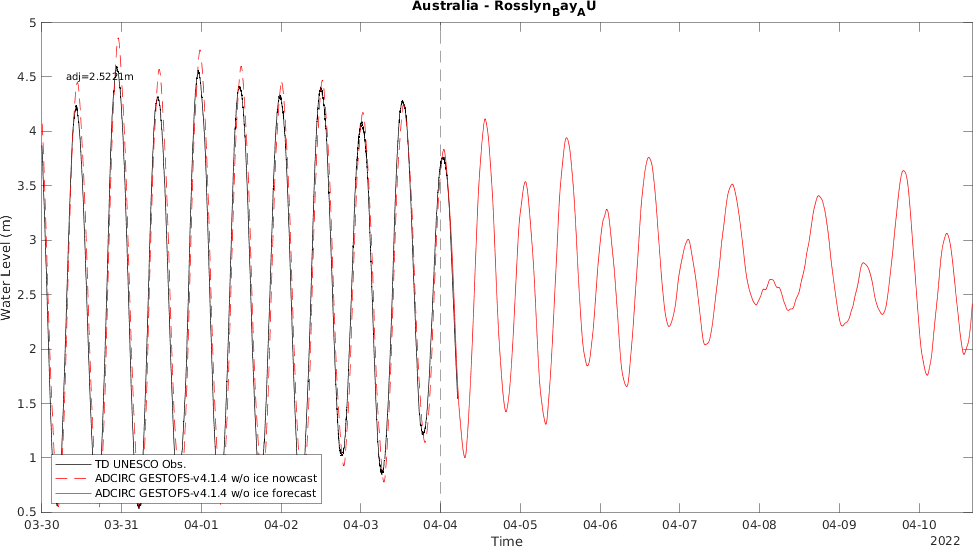 Australia - Rosslyn_Bay_AU
5
4.5
4
3.5
3
2.5
2
1.5
1
0.5
Water Level (m)
adj=2.5221m
TD UNESCO Obs.
ADCIRC GESTOFS-v4.1.4 w/o ice nowcast
ADCIRC GESTOFS-v4.1.4 w/o ice forecast
03-30 03-31 04-01 04-02 04-03 04-04 04-05 04-06 04-07 04-08 04-09 04-10
Time
2022